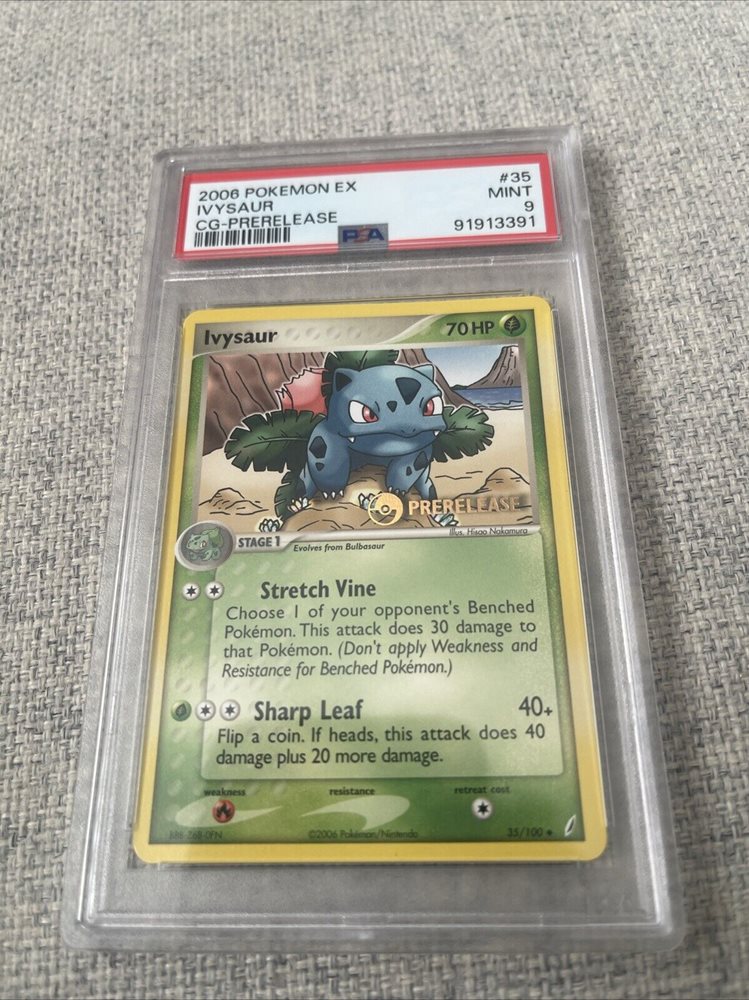 2006 POKEMON EX #35
IVYSAUR MINT
CG-PRERELEASE 9
PSA 91913391
Ivysaur 70 HP
PRERELEASE
Illus. Hisao Nakamura
STAGE 1 Evolves from Bulbasaur
Stretch Vine
Choose 1 of your opponent's Benched
Pokémon. This attack does 30 damage to
that Pokémon. (Don't apply Weakness and
Resistance for Benched Pokémon.)
Sharp Leaf 40+
Flip a coin. If heads, this attack does 40
damage plus 20 more damage.
weakness resistance retreat cost
©2006 Pokémon/Nintendo 35/100